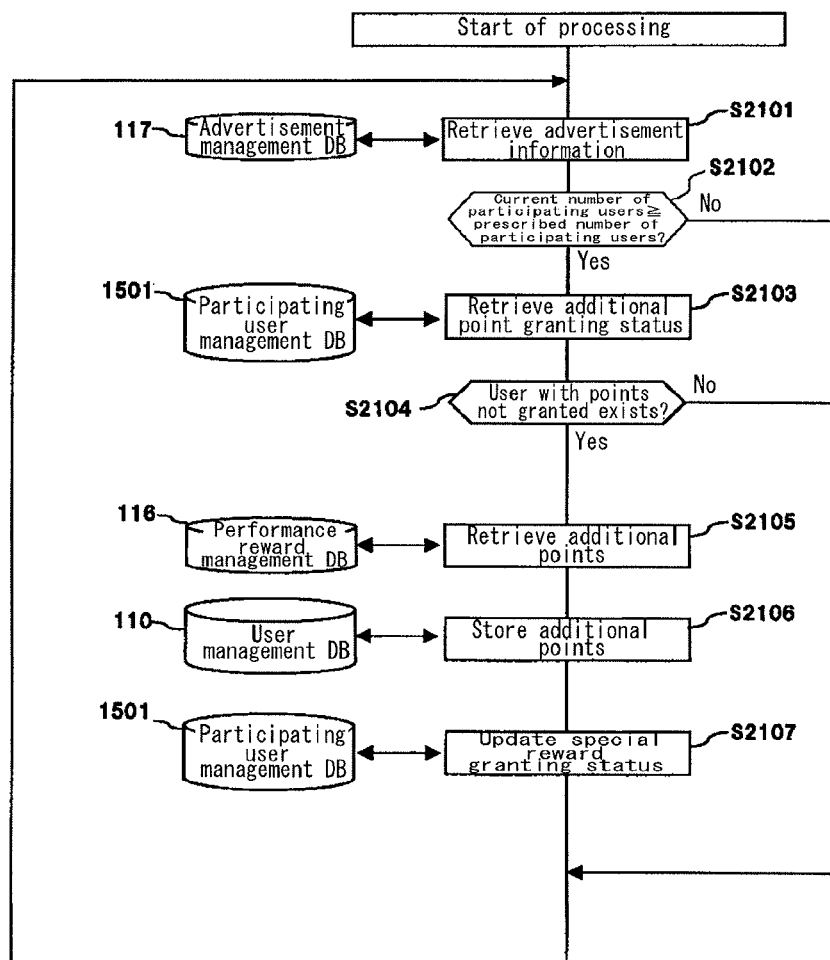 Start of processing
117
Advertisement
management DB
Retrieve advertisement
information
S2101
S2102
Current number of
participating users≧
prescribed number of
participating users?
No
Yes
1501
Participating
user
management DB
Retrieve additional
point granting status
S2103
S2104
User with points
not granted exists?
No
Yes
116
Performance
reward
management DB
Retrieve additional
points
S2105
110
User
management DB
Store additional
points
S2106
1501
Participating
user
management DB
Update special
reward
granting status
S2107